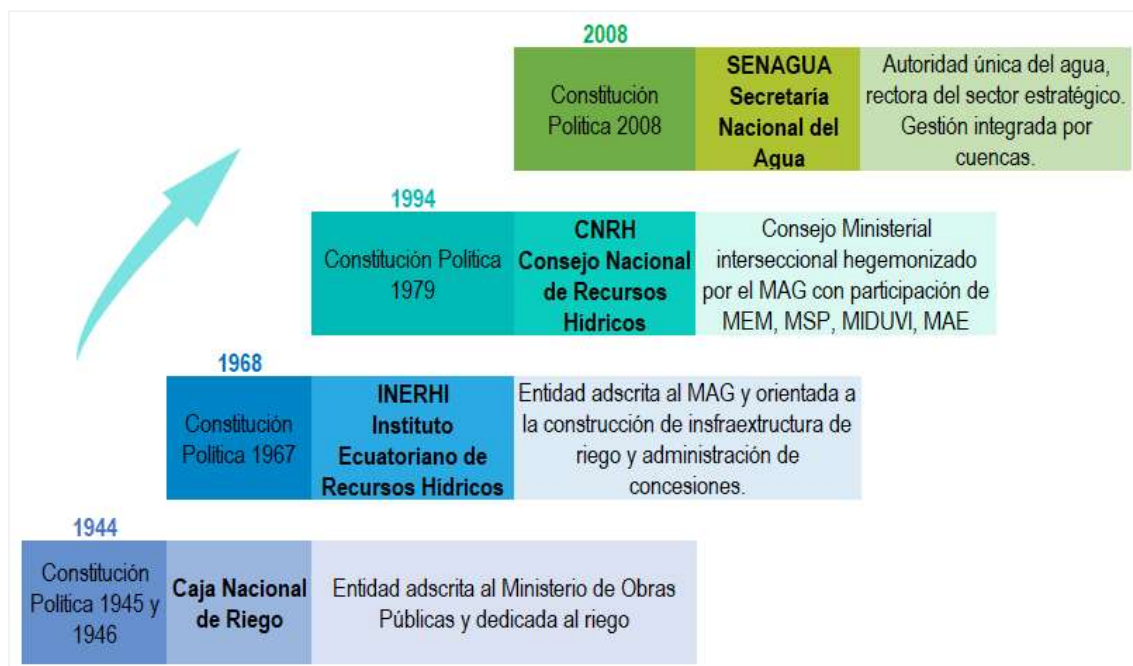 2008
Constitución
Política 2008
SENAGUA
Secretaría
Nacional del
Agua
Autoridad única del agua,
rectora del sector estratégico.
Gestión integrada por
cuencas.
1994
Constitución Política
1979
CNRH
Consejo Nacional
de Recursos
Hídricos
Consejo Ministerial
interseccional hegemonizado
por el MAG con participación de
MEM, MSP, MIDUVI, MAE
1968
Constitución
Política 1967
INERHI
Instituto
Ecuatoriano de
Recursos Hídricos
Entidad adscrita al MAG y orientada a
la construcción de insfraextructura de
riego y administración de
concesiones.
1944
Constitución
Política 1945 y
1946
Caja Nacional
de Riego
Entidad adscrita al Ministerio de Obras
Públicas y dedicada al riego